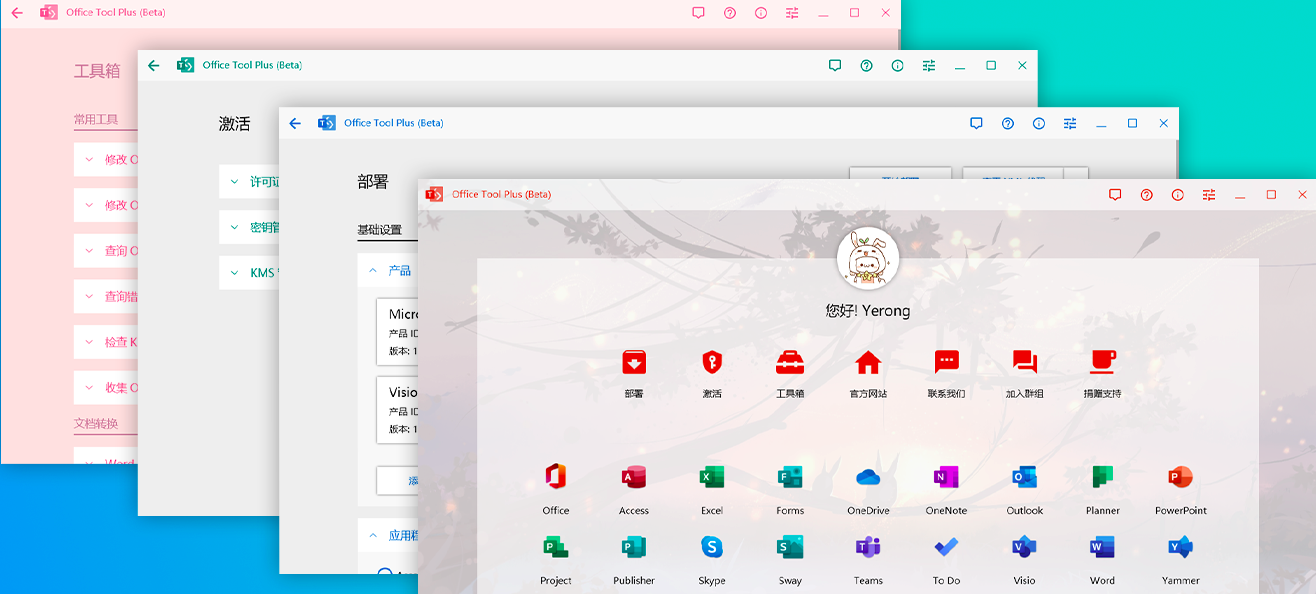 Office Tool Plus (Beta)
工具箱
常用工具
修改 O
修改 O
查询 O
查询错
检查 K
收集 O
文档转换
Word
Office Tool Plus (Beta)
激活
许可证
密钥管
KMS
Office Tool Plus (Beta)
部署
基础设置
产品
Micro
产品 ID
版本: 1
Visio
产品 ID
版本: 1
添
应用程
Office Tool Plus (Beta)
您好! Yerong
部署 激活 工具箱 官方网站 联系我们 加入群组 捐赠支持
Office Access Excel Forms OneDrive OneNote Outlook Planner PowerPoint
Project Publisher Skype Sway Teams To Do Visio Word Yammer